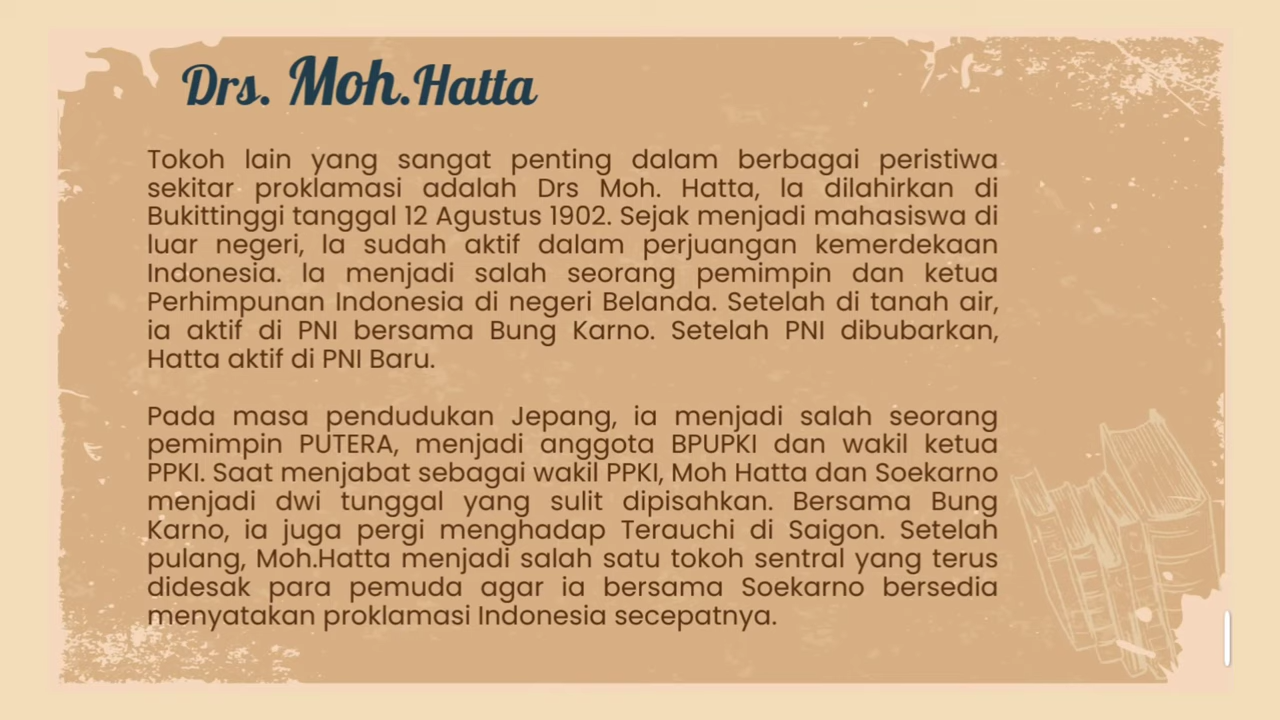 Drs. Moh.Hatta
Tokoh lain yang sangat penting dalam berbagai peristiwa
sekitar proklamasi adalah Drs Moh. Hatta, la dilahirkan di
Bukittinggi tanggal 12 Agustus 1902. Sejak menjadi mahasiswa di
luar negeri, la sudah aktif dalam perjuangan kemerdekaan
Indonesia. la menjadi salah seorang pemimpin dan ketua
Perhimpunan Indonesia di negeri Belanda. Setelah di tanah air,
ia aktif di PNI bersama Bung Karno. Setelah PNI dibubarkan,
Hatta aktif di PNI Baru.
Pada masa pendudukan Jepang, ia menjadi salah seorang
pemimpin PUTERA, menjadi anggota BPUPKI dan wakil ketua
PPKI. Saat menjabat sebagai wakil PPKI, Moh Hatta dan Soekarno
menjadi dwi tunggal yang sulit dipisahkan. Bersama Bung
Karno, ia juga pergi menghadap Terauchi di Saigon. Setelah
pulang, Moh.Hatta menjadi salah satu tokoh sentral yang terus
didesak para pemuda agar ia bersama Soekarno bersedia
menyatakan proklamasi Indonesia secepatnya.